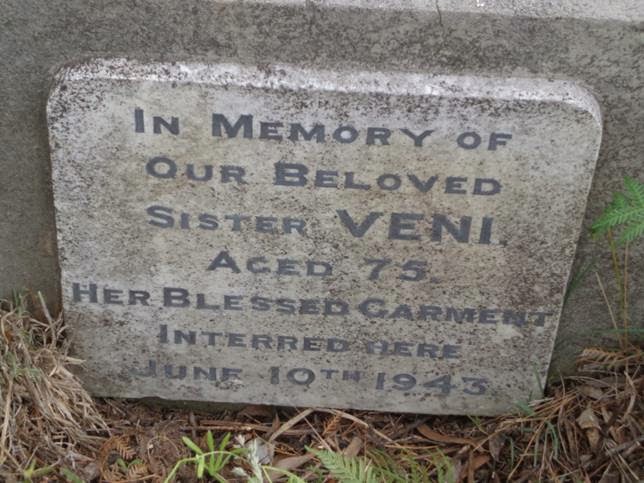 IN MEMORY OF
OUR BELOVED
SISTER VENI.
AGED 75.
HER BLESSED GARMENT
INTERRED HERE
JUNE 10TH 1943